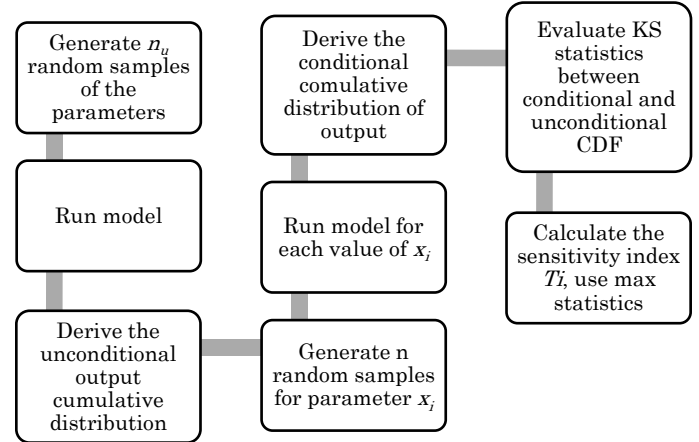 Generate n_u
random samples
of the
parameters
Run model
Derive the
unconditional
output
cumulative
distribution
Generate n
random samples
for parameter x_i
Run model for
each value of x_i
Derive the
conditional
comulative
distribution of
output
Evaluate KS
statistics
between
conditional and
unconditional
CDF
Calculate the
sensitivity index
Ti, use max
statistics